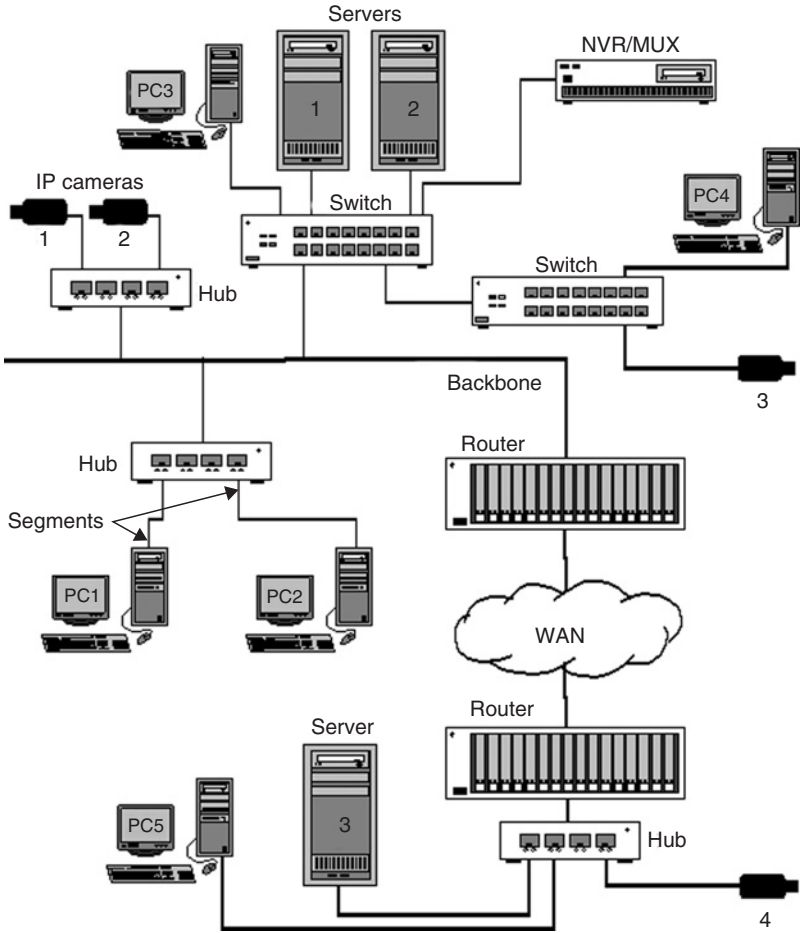 Servers
NVR/MUX
PC3
1
2
IP cameras
1
2
Switch
PC4
Hub
Switch
Backbone
3
Hub
Router
Segments
PC1
PC2
WAN
Server
Router
PC5
3
Hub
4